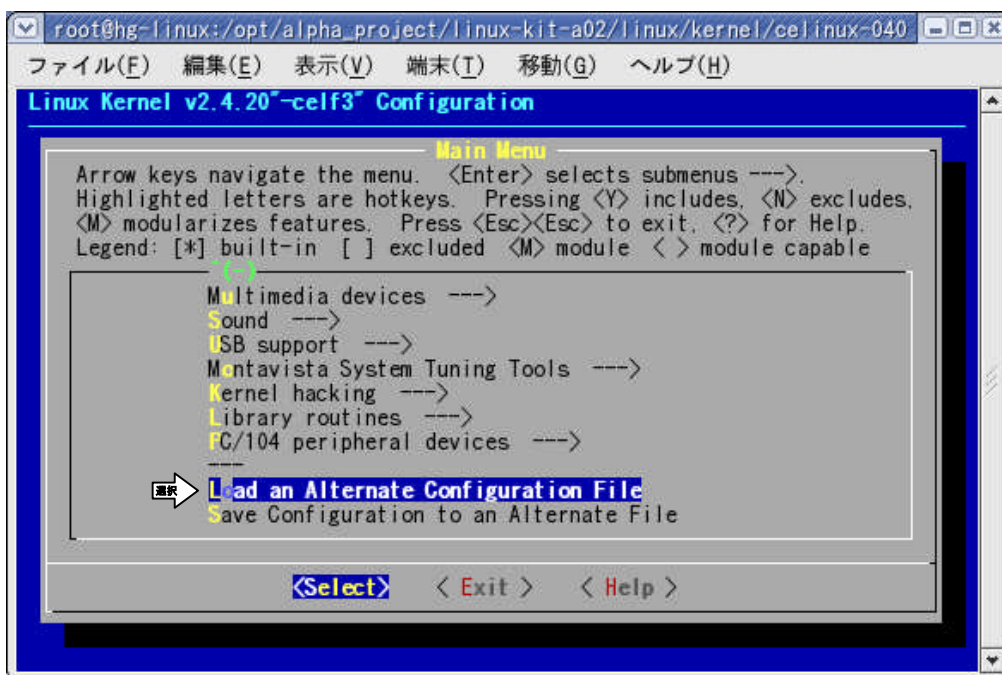 root@hg-linux:/opt/alpha_project/linux-kit-a02/linux/kernel/celinux-040
ファイル(F) 編集(E) 表示(V) 端末(T) 移動(G) ヘルプ(H)
Linux Kernel v2.4.20"-celf3" Configuration
Main Menu
Arrow keys navigate the menu. <Enter> selects submenus --->.
Highlighted letters are hotkeys. Pressing <Y> includes, <N> excludes,
<M> modularizes features. Press <Esc><Esc> to exit, <?> for Help.
Legend: [*] built-in [ ] excluded <M> module < > module capable
^(-)
Multimedia devices --->
Sound --->
USB support --->
Montavista System Tuning Tools --->
Kernel hacking --->
Library routines --->
PC/104 peripheral devices --->
---
選択 Load an Alternate Configuration File
Save Configuration to an Alternate File
<Select> < Exit > < Help >